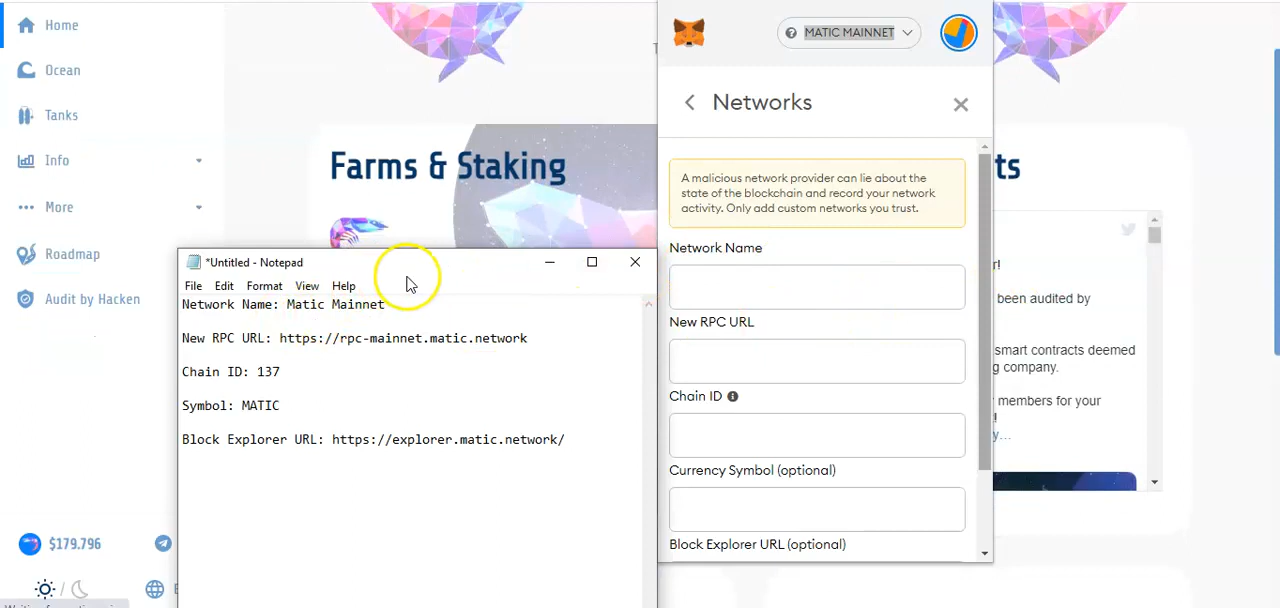 Home
Ocean
Tanks
Info
More
Roadmap
Audit by Hacken
$179.796
Farms & Staking
*Untitled - Notepad
File Edit Format View Help
Network Name: Matic Mainnet
New RPC URL: https://rpc-mainnet.matic.network
Chain ID: 137
Symbol: MATIC
Block Explorer URL: https://explorer.matic.network/
MATIC MAINNET
Networks
A malicious network provider can lie about the
state of the blockchain and record your network
activity. Only add custom networks you trust.
Network Name
New RPC URL
Chain ID
Currency Symbol (optional)
Block Explorer URL (optional)
ts
been audited by
smart contracts deemed
g company.
members for your